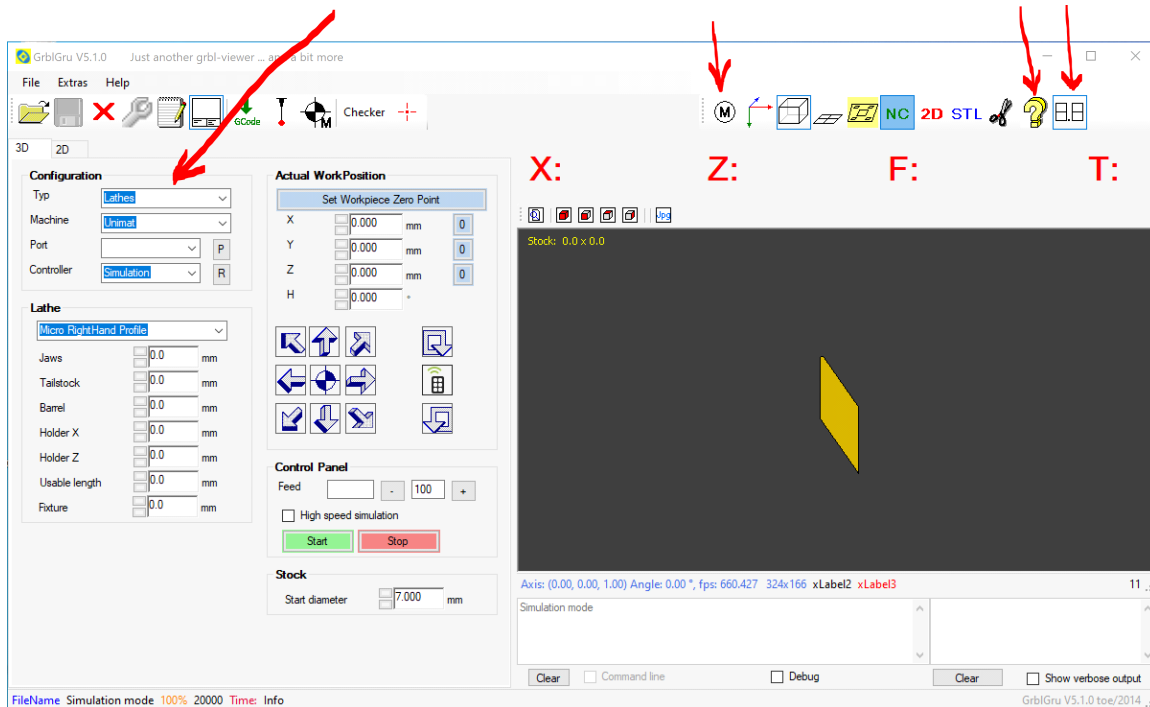 GrblGru V5.1.0 Just another grbl-viewer ... and a bit more
File Extras Help
GCode M Checker M NC 2D STL ? 8.8
3D 2D
X: Z: F: T:
Configuration
Typ Lathes
Machine Unimat
Port P
Controller Simulation R
Lathe
Micro RightHand Profile
Jaws 0.0 mm
Tailstock 0.0 mm
Barrel 0.0 mm
Holder X 0.0 mm
Holder Z 0.0 mm
Usable length 0.0 mm
Fixture 0.0 mm
Actual WorkPosition
Set Workpiece Zero Point
X 0.000 mm 0
Y 0.000 mm 0
Z 0.000 mm 0
H 0.000 °
Control Panel
Feed - 100 +
High speed simulation
Start Stop
Stock
Start diameter 7.000 mm
Jpg
Stock: 0.0 x 0.0
Axis: (0.00, 0.00, 1.00) Angle: 0.00 °, fps: 660.427 324x166 xLabel2 xLabel3 11
Simulation mode
Clear Command line Debug Clear Show verbose output
FileName Simulation mode 100% 20000 Time: Info GrblGru V5.1.0 toe/2014